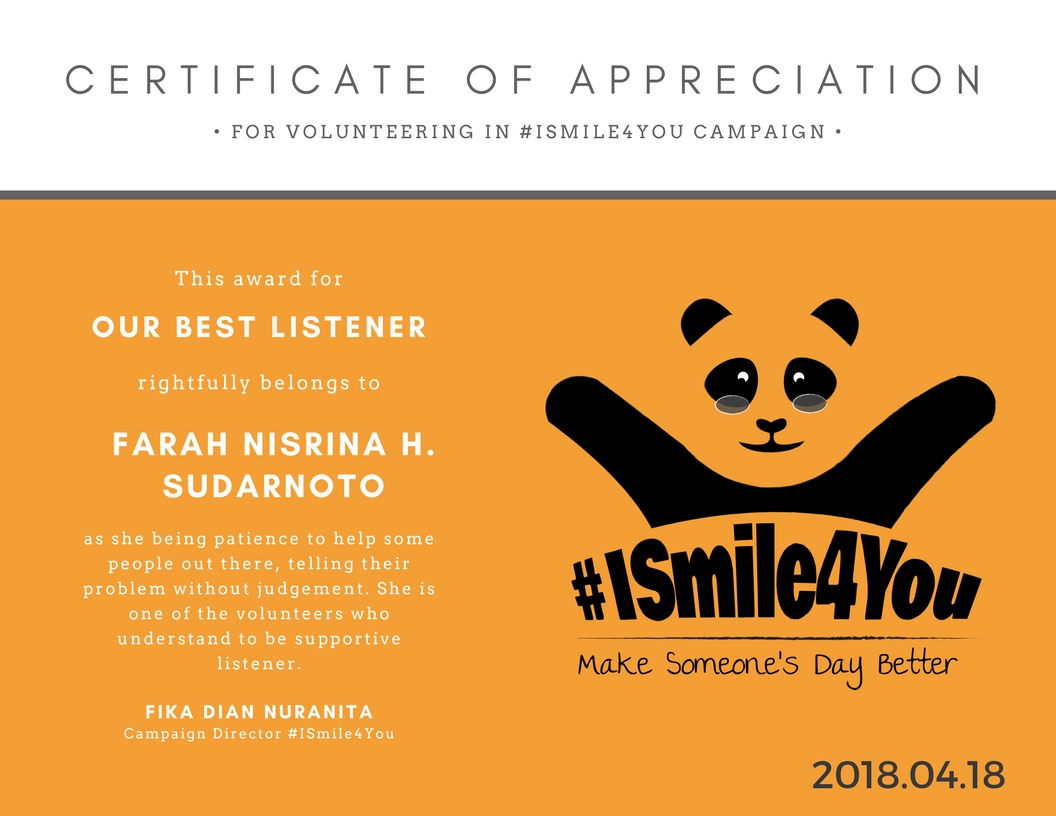 CERTIFICATE OF APPRECIATION
• FOR VOLUNTEERING IN #ISMILE4YOU CAMPAIGN •
This award for
OUR BEST LISTENER
rightfully belongs to
FARAH NISRINA H.
SUDARNOTO
as she being patience to help some
people out there, telling their
problem without judgement. She is
one of the volunteers who
understand to be supportive
listener.
FIKA DIAN NURANITA
Campaign Director #ISmile4You
#ISmile4You
Make Someone's Day Better
2018.04.18